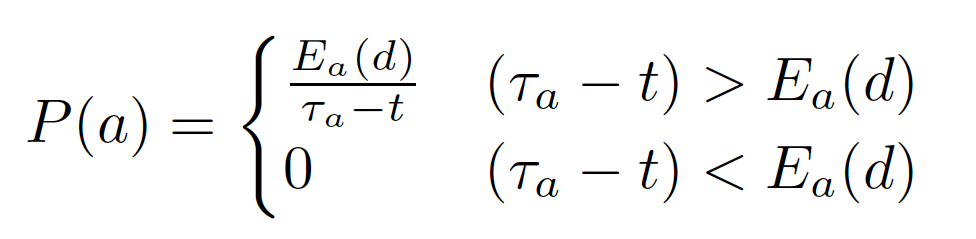 P(a) = { E_a(d) / (τ_a − t)   (τ_a − t) > E_a(d)
0   (τ_a − t) < E_a(d)